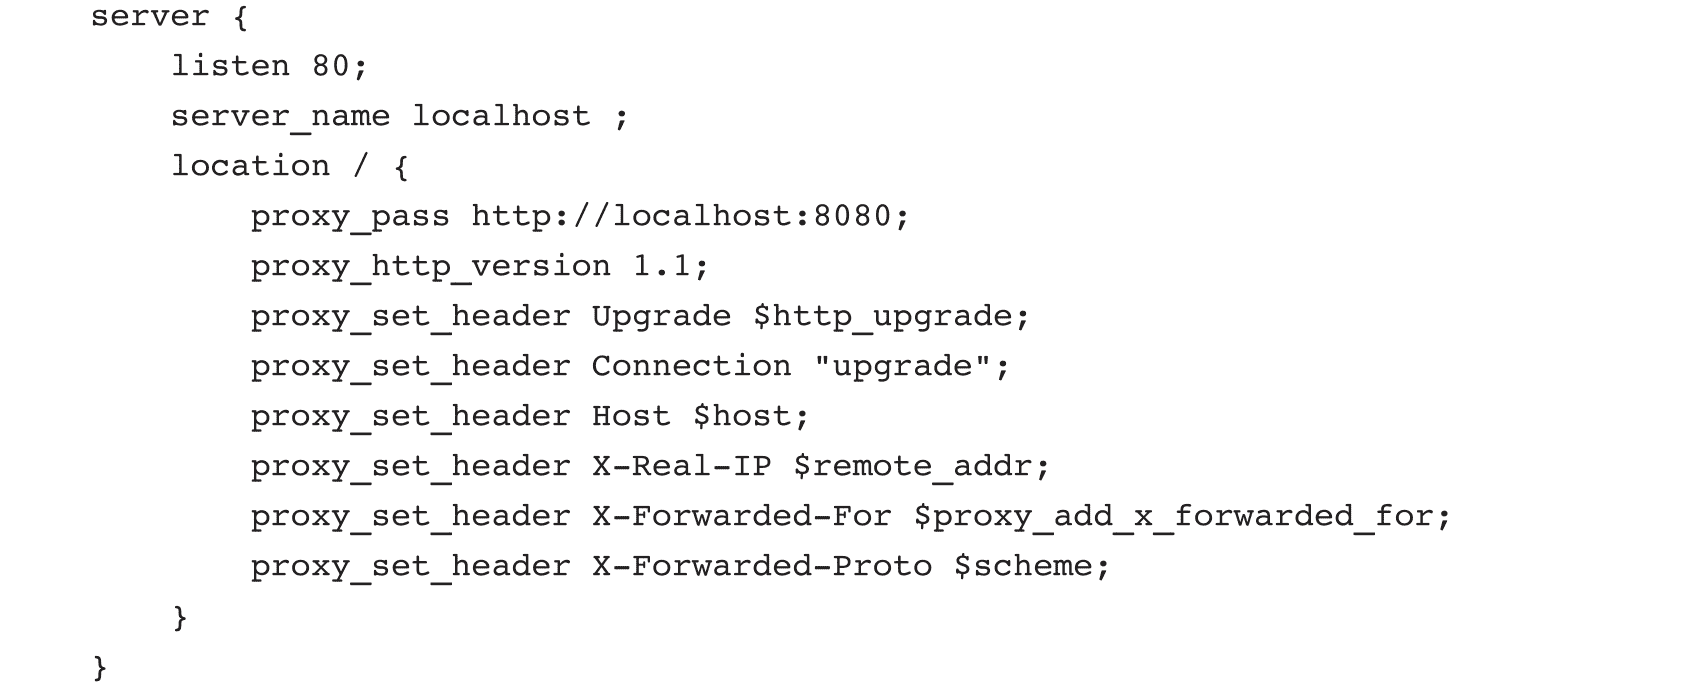 server {
listen 80;
server_name localhost ;
location / {
proxy_pass http://localhost:8080;
proxy_http_version 1.1;
proxy_set_header Upgrade $http_upgrade;
proxy_set_header Connection "upgrade";
proxy_set_header Host $host;
proxy_set_header X-Real-IP $remote_addr;
proxy_set_header X-Forwarded-For $proxy_add_x_forwarded_for;
proxy_set_header X-Forwarded-Proto $scheme;
}
}